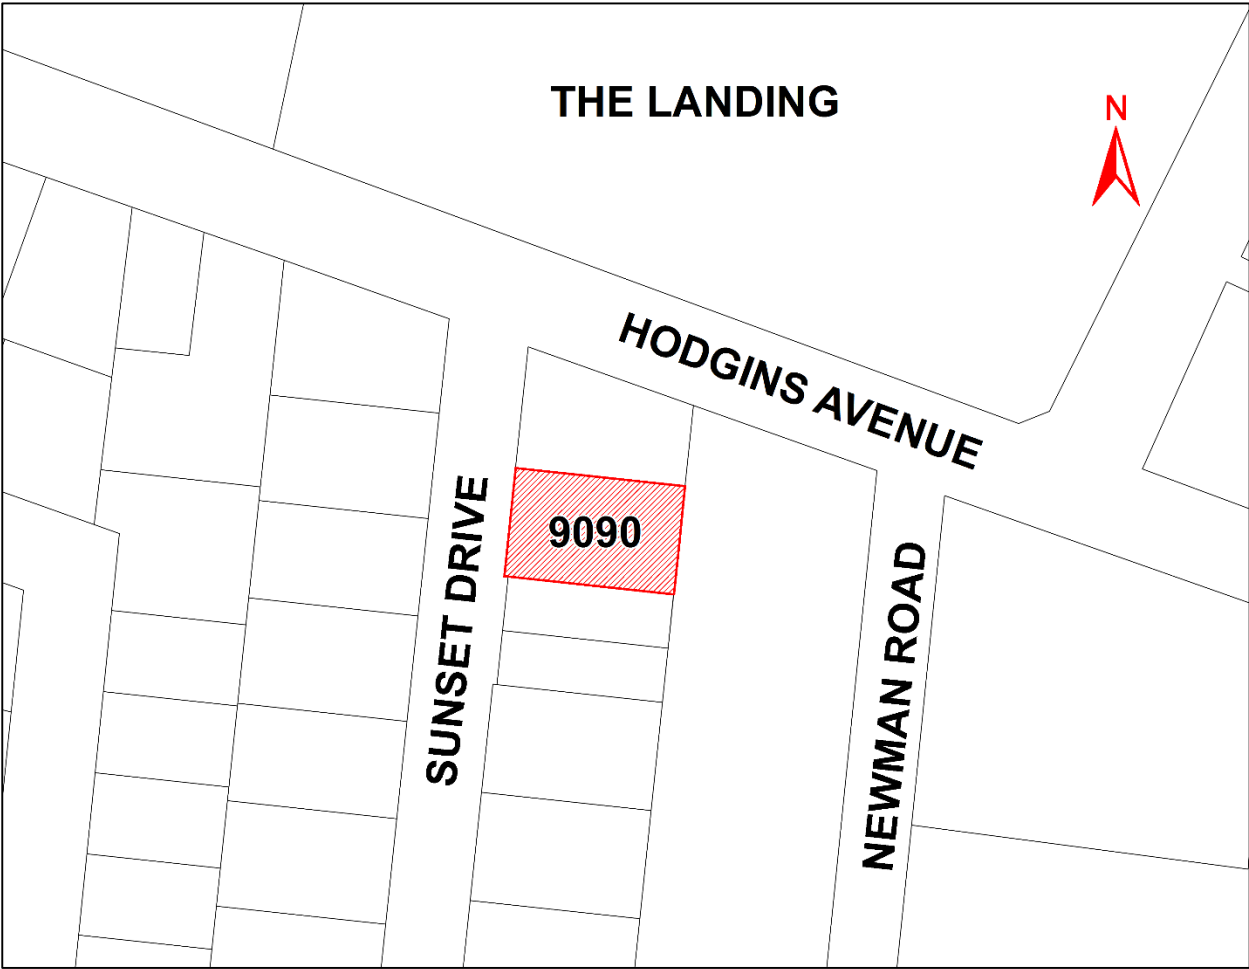 THE LANDING
N
HODGINS AVENUE
9090
SUNSET DRIVE
NEWMAN ROAD